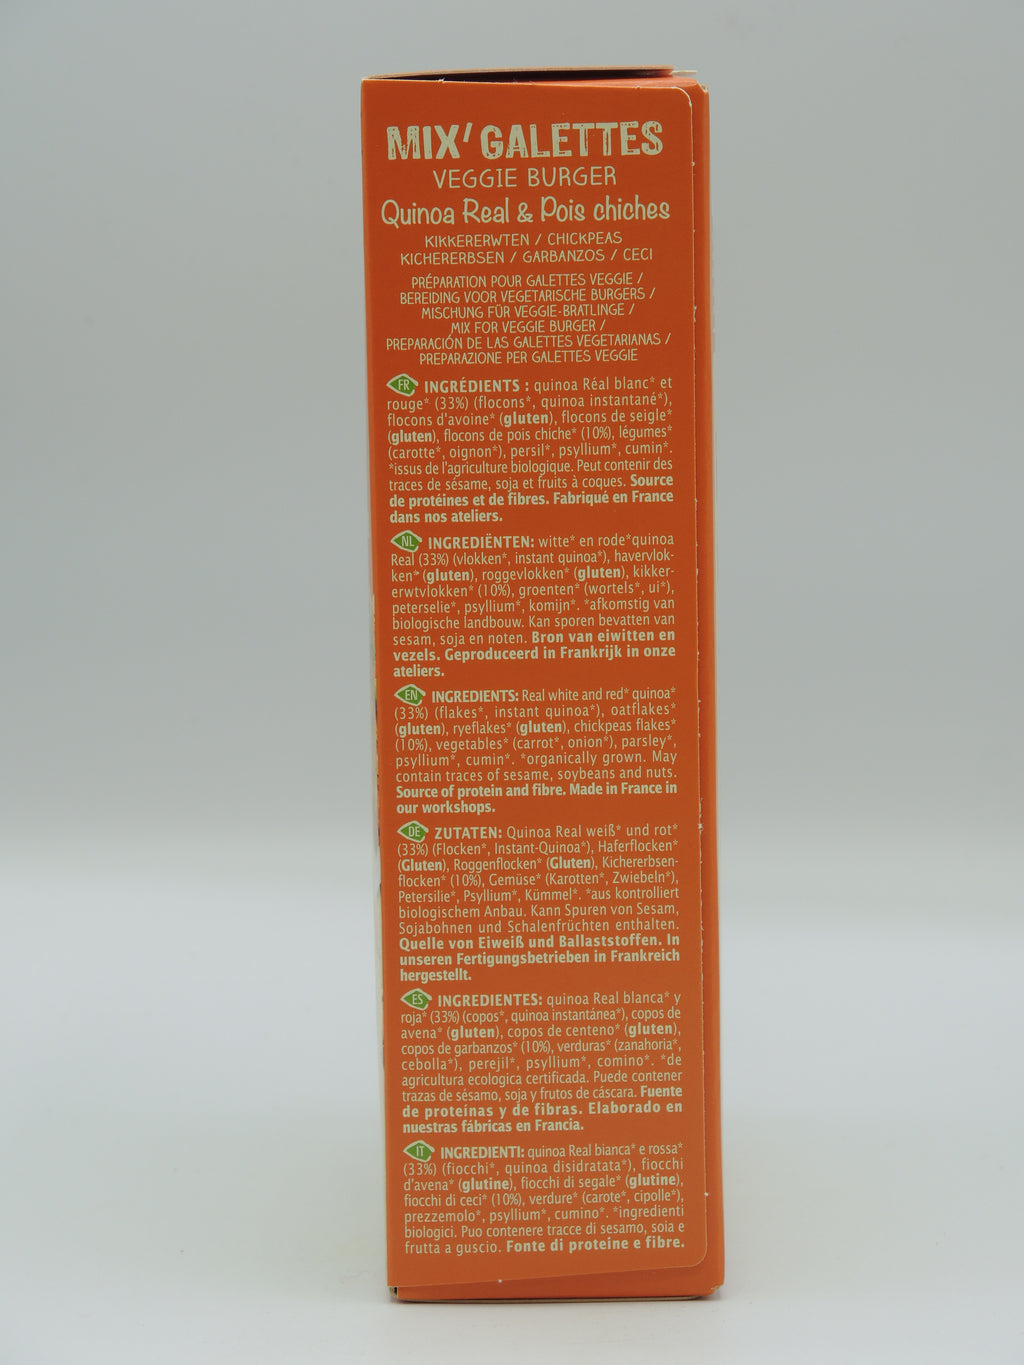 MIX' GALETTES
VEGGIE BURGER
Quinoa Real & Pois chiches
KIKKERERWTEN / CHICKPEAS
KICHERERBSEN / GARBANZOS / CECI
PRÉPARATION POUR GALETTES VEGGIE /
BEREIDING VOOR VEGETARISCHE BURGERS /
MISCHUNG FÜR VEGGIE-BRATLINGE /
MIX FOR VEGGIE BURGER /
PREPARACIÓN DE LAS GALETTES VEGETARIANAS /
PREPARAZIONE PER GALETTES VEGGIE
FR INGRÉDIENTS : quinoa Réal blanc* et
rouge* (33%) (flocons*, quinoa instantané*),
flocons d'avoine* (gluten), flocons de seigle*
(gluten), flocons de pois chiche* (10%), légumes*
(carotte*, oignon*), persil*, psyllium*, cumin*.
*issus de l'agriculture biologique. Peut contenir des
traces de sésame, soja et fruits à coques. Source
de protéines et de fibres. Fabriqué en France
dans nos ateliers.
NL INGREDIËNTEN: witte* en rode*quinoa
Real (33%) (vlokken*, instant quinoa*), havervlok-
ken* (gluten), roggevlokken* (gluten), kikker-
erwtvlokken* (10%), groenten* (wortels*, ui*),
peterselie*, psyllium*, komijn*. *afkomstig van
biologische landbouw. Kan sporen bevatten van
sesam, soja en noten. Bron van eiwitten en
vezels. Geproduceerd in Frankrijk in onze
ateliers.
EN INGREDIENTS: Real white and red* quinoa*
(33%) (flakes*, instant quinoa*), oatflakes*
(gluten), ryeflakes* (gluten), chickpeas flakes*
(10%), vegetables* (carrot*, onion*), parsley*,
psyllium*, cumin*. *organically grown. May
contain traces of sesame, soybeans and nuts.
Source of protein and fibre. Made in France in
our workshops.
DE ZUTATEN: Quinoa Real weiß* und rot*
(33%) (Flocken*, Instant-Quinoa*), Haferflocken*
(Gluten), Roggenflocken* (Gluten), Kichererbsen-
flocken* (10%), Gemüse* (Karotten*, Zwiebeln*),
Petersilie*, Psyllium*, Kümmel*. *aus kontrolliert
biologischem Anbau. Kann Spuren von Sesam,
Sojabohnen und Schalenfrüchten enthalten.
Quelle von Eiweiß und Ballaststoffen. In
unseren Fertigungsbetrieben in Frankreich
hergestellt.
ES INGREDIENTES: quinoa Real blanca* y
roja* (33%) (copos*, quinoa instantánea*), copos de
avena* (gluten), copos de centeno* (gluten),
copos de garbanzos* (10%), verduras* (zanahoria*,
cebolla*), perejil*, psyllium*, comino*. *de
agricultura ecológica certificada. Puede contener
trazas de sésamo, soja y frutos de cáscara. Fuente
de proteínas y de fibras. Elaborado en
nuestras fábricas en Francia.
IT INGREDIENTI: quinoa Real bianca* e rossa*
(33%) (fiocchi*, quinoa disidratata*), fiocchi
d'avena* (glutine), fiocchi di segale* (glutine),
fiocchi di ceci* (10%), verdure* (carote*, cipolle*),
prezzemolo*, psyllium*, cumino*. *ingredienti
biologici. Puo contenere tracce di sesamo, soia e
frutta a guscio. Fonte di proteine e fibre.